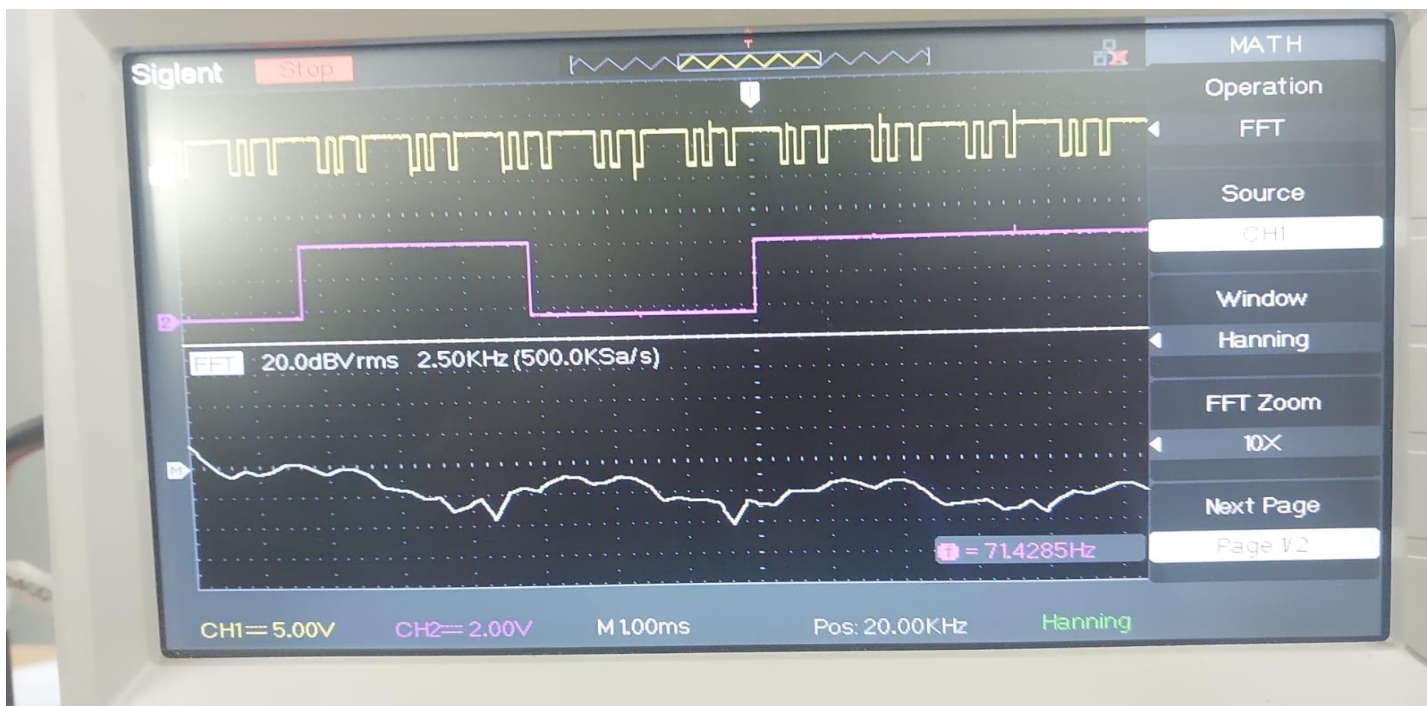 Siglent Stop
T
MATH
Operation
FFT
Source
CH1
Window
Hanning
FFT Zoom
10X
Next Page
Page 1/2
2
FFT 20.0dBVrms 2.50KHz (500.0KSa/s)
M
f = 71.4285Hz
CH1 5.00V CH2 2.00V M 1.00ms Pos: 20.00KHz Hanning